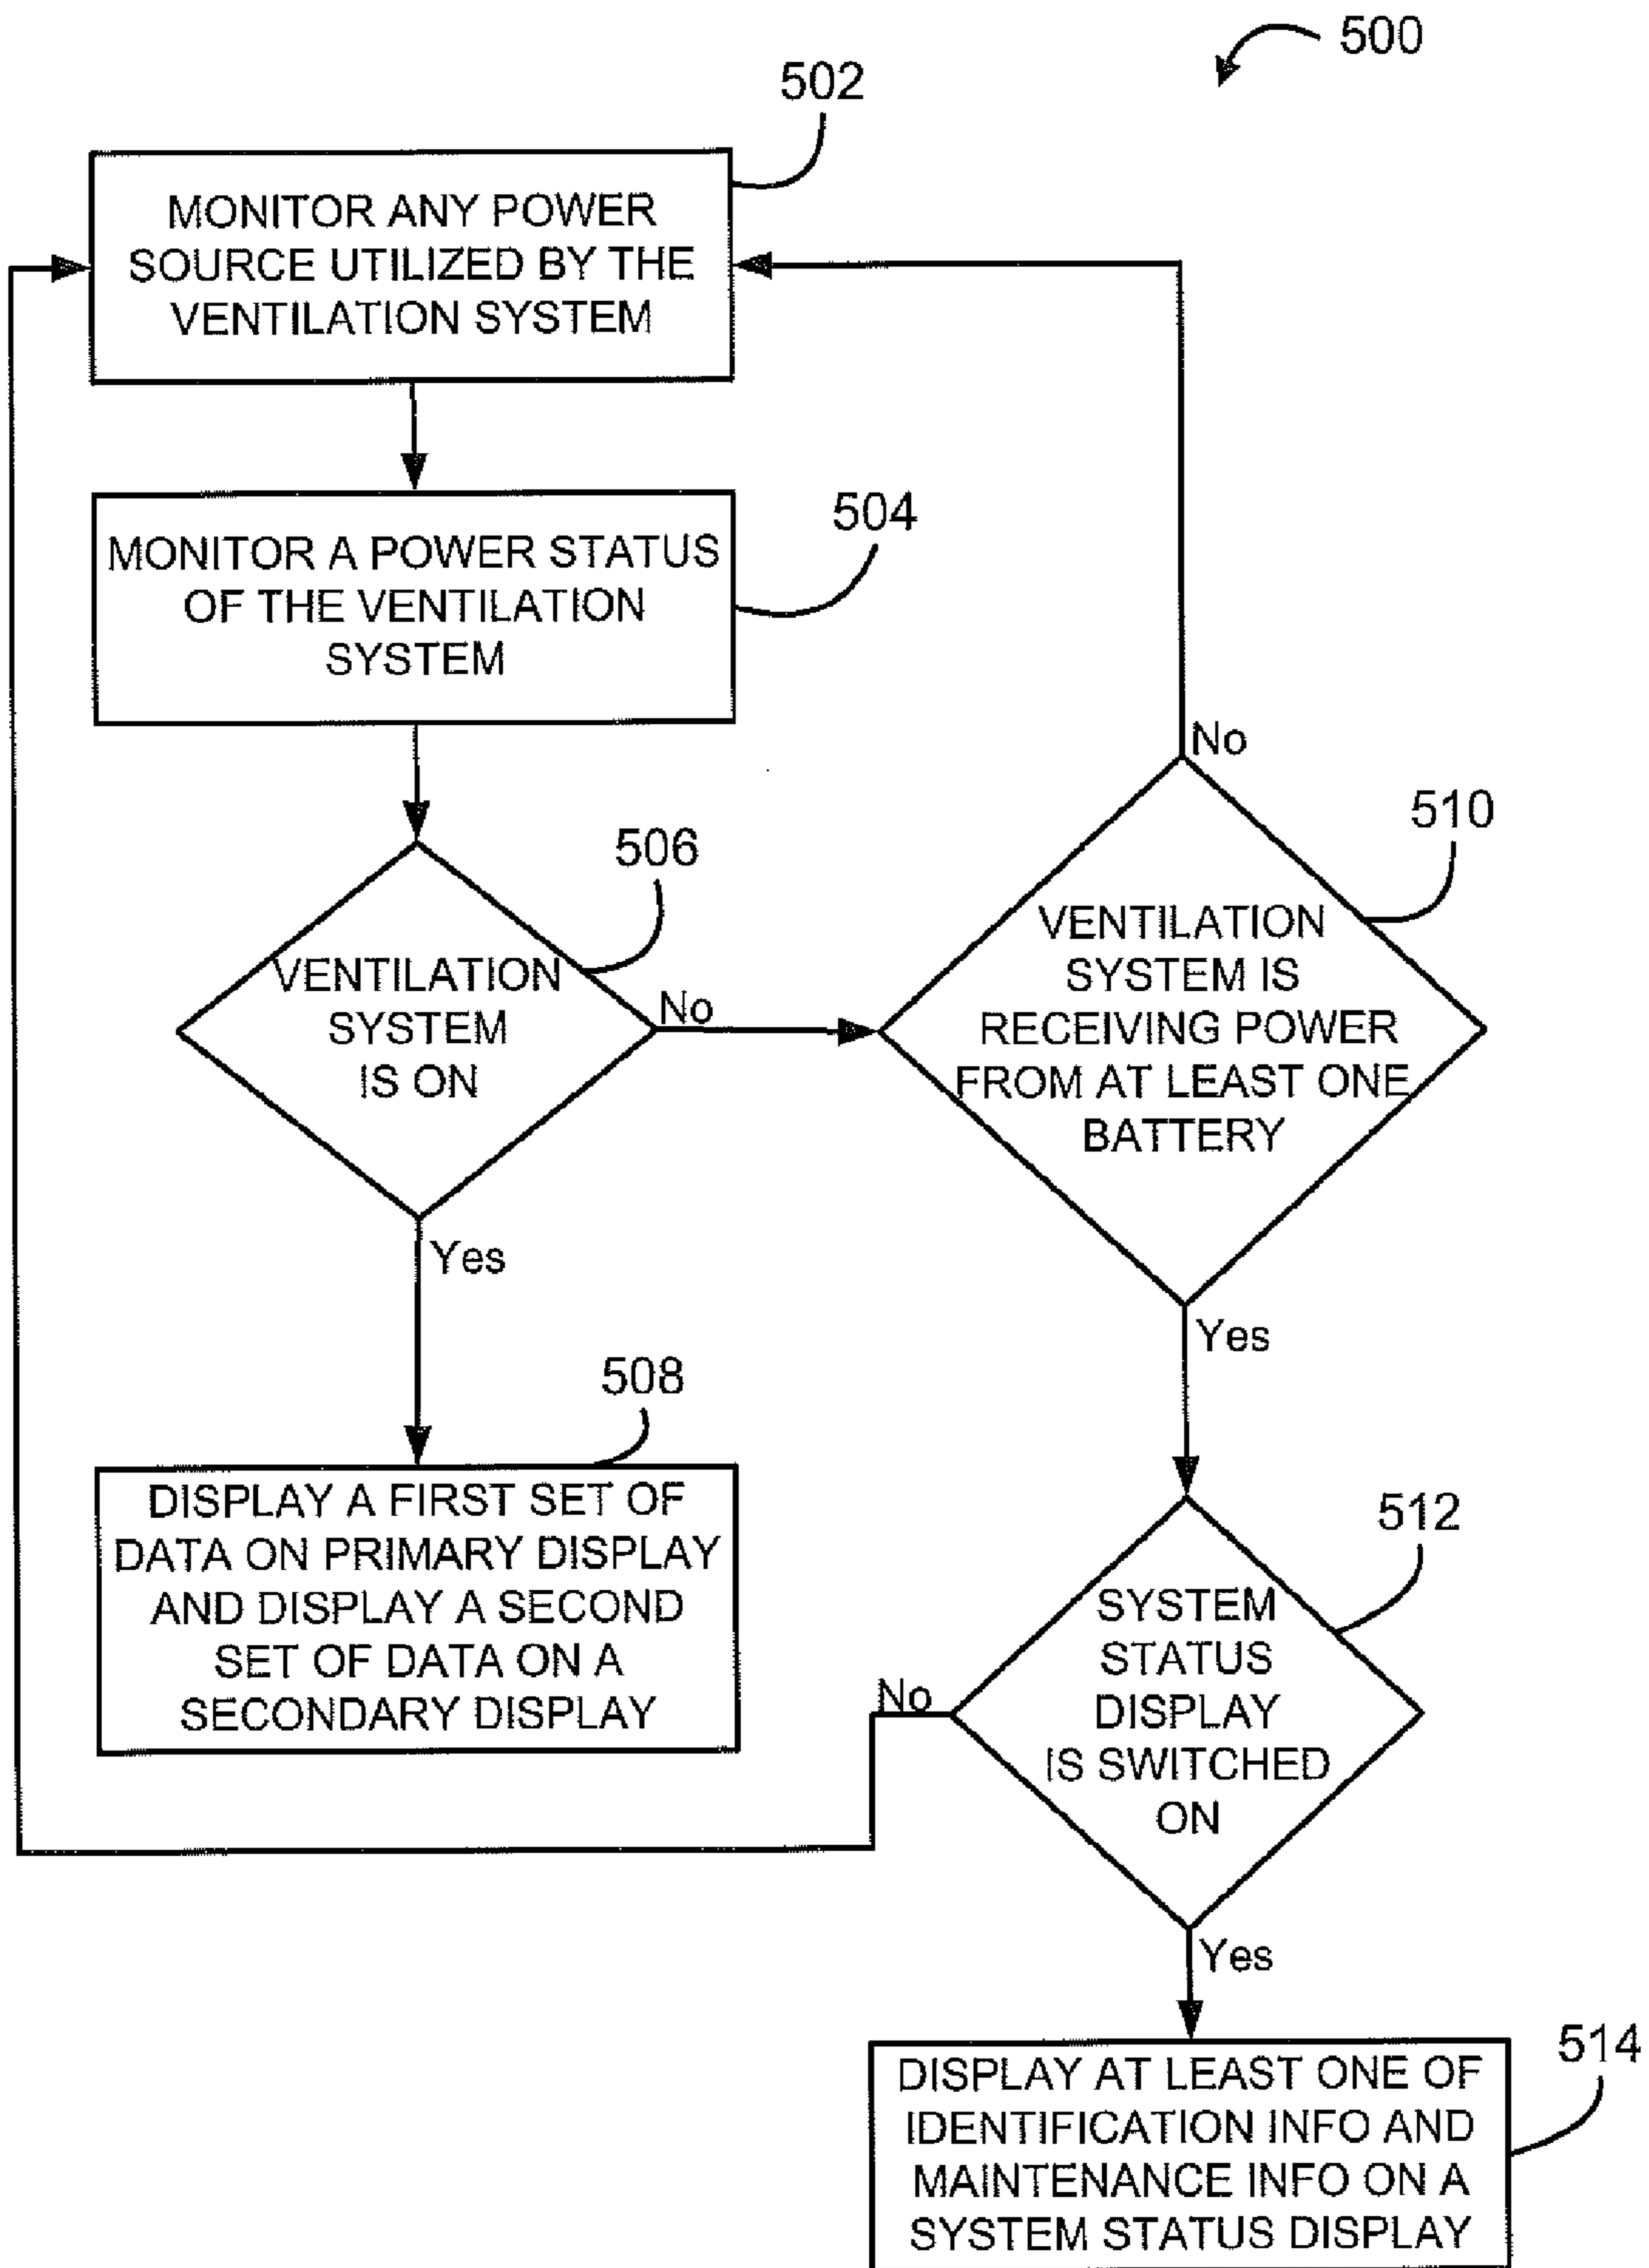 500
502
MONITOR ANY POWER
SOURCE UTILIZED BY THE
VENTILATION SYSTEM
504
MONITOR A POWER STATUS
OF THE VENTILATION
SYSTEM
506
VENTILATION
SYSTEM
IS ON
No
Yes
510
No
VENTILATION
SYSTEM IS
RECEIVING POWER
FROM AT LEAST ONE
BATTERY
Yes
508
DISPLAY A FIRST SET OF
DATA ON PRIMARY DISPLAY
AND DISPLAY A SECOND
SET OF DATA ON A
SECONDARY DISPLAY
512
SYSTEM
STATUS
DISPLAY
IS SWITCHED
ON
No
Yes
514
DISPLAY AT LEAST ONE OF
IDENTIFICATION INFO AND
MAINTENANCE INFO ON A
SYSTEM STATUS DISPLAY